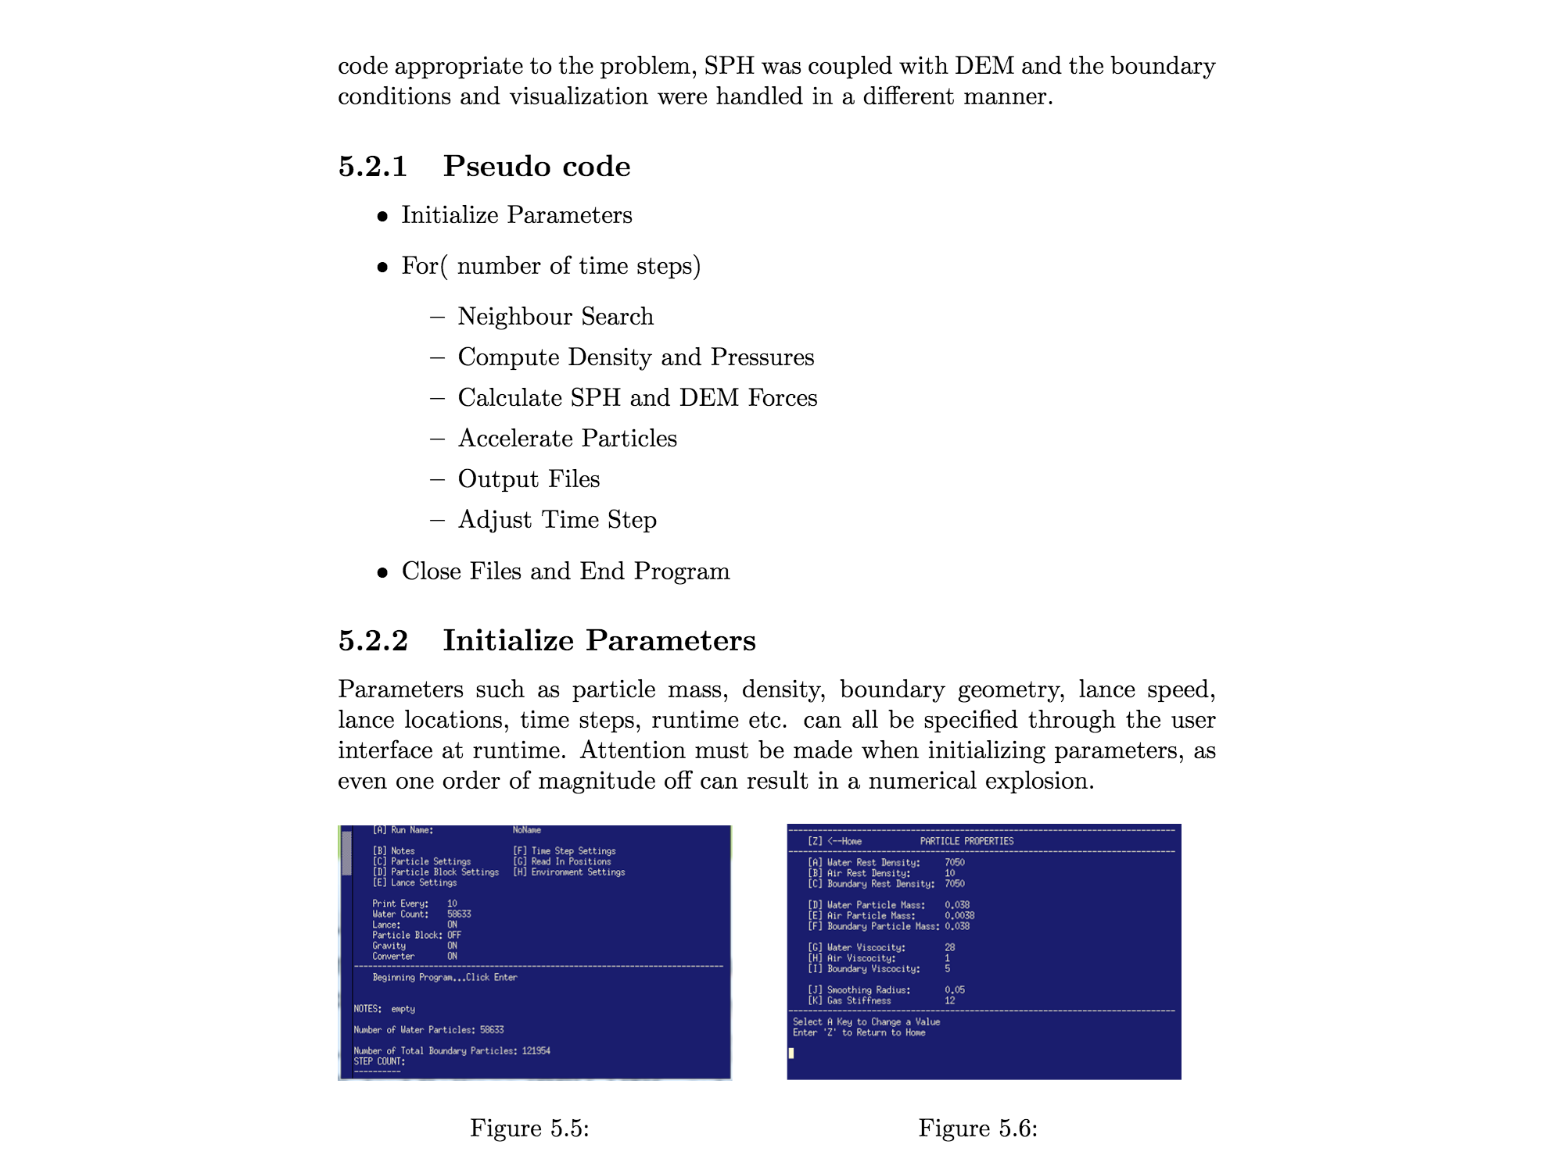 code appropriate to the problem, SPH was coupled with DEM and the boundary
conditions and visualization were handled in a different manner.
5.2.1 Pseudo code
• Initialize Parameters
• For( number of time steps)
– Neighbour Search
– Compute Density and Pressures
– Calculate SPH and DEM Forces
– Accelerate Particles
– Output Files
– Adjust Time Step
• Close Files and End Program
5.2.2 Initialize Parameters
Parameters such as particle mass, density, boundary geometry, lance speed,
lance locations, time steps, runtime etc. can all be specified through the user
interface at runtime. Attention must be made when initializing parameters, as
even one order of magnitude off can result in a numerical explosion.
[A] Run Name: NoName
[B] Notes [F] Time Step Settings
[C] Particle Settings [G] Read In Positions
[D] Particle Block Settings [H] Environment Settings
[E] Lance Settings
Print Every: 10
Water Count: 58633
Lance: ON
Particle Block: OFF
Gravity ON
Converter ON
Beginning Program...Click Enter
NOTES: empty
Number of Water Particles: 58633
Number of Total Boundary Particles: 121954
STEP COUNT:
----------
[Z] <--Home PARTICLE PROPERTIES
[A] Water Rest Density: 7050
[B] Air Rest Density: 10
[C] Boundary Rest Density: 7050
[D] Water Particle Mass: 0.038
[E] Air Particle Mass: 0.0038
[F] Boundary Particle Mass: 0.038
[G] Water Viscocity: 28
[H] Air Viscocity: 1
[I] Boundary Viscocity: 5
[J] Smoothing Radius: 0.05
[K] Gas Stiffness 12
Select A Key to Change a Value
Enter 'Z' to Return to Home
Figure 5.5:
Figure 5.6: